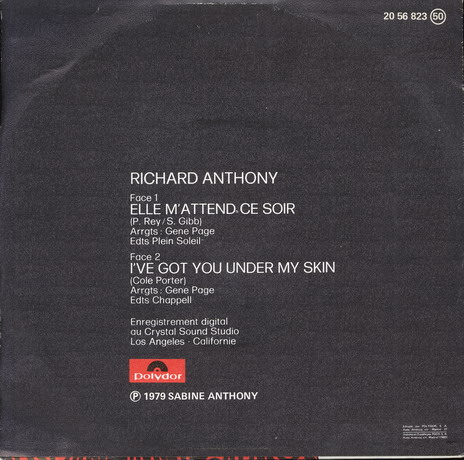 20 56 823 50
RICHARD ANTHONY
Face 1
ELLE M'ATTEND CE SOIR
(P. Rey / S. Gibb)
Arrgts : Gene Page
Edts Plein Soleil
Face 2
I'VE GOT YOU UNDER MY SKIN
(Cole Porter)
Arrgts : Gene Page
Edts Chappell
Enregistrement digital
au Crystal Sound Studio
Los Angeles - Californie
polydor
℗ 1979 SABINE ANTHONY